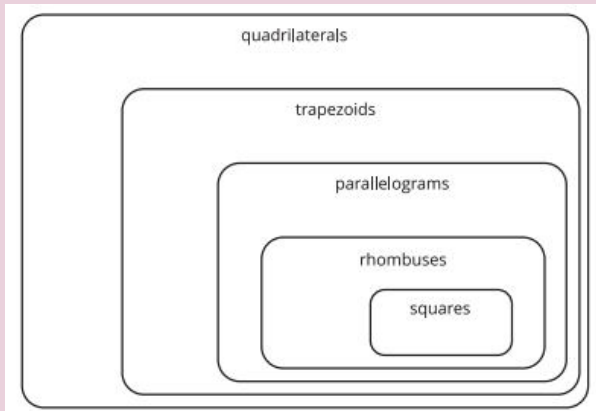 quadrilaterals
trapezoids
parallelograms
rhombuses
squares